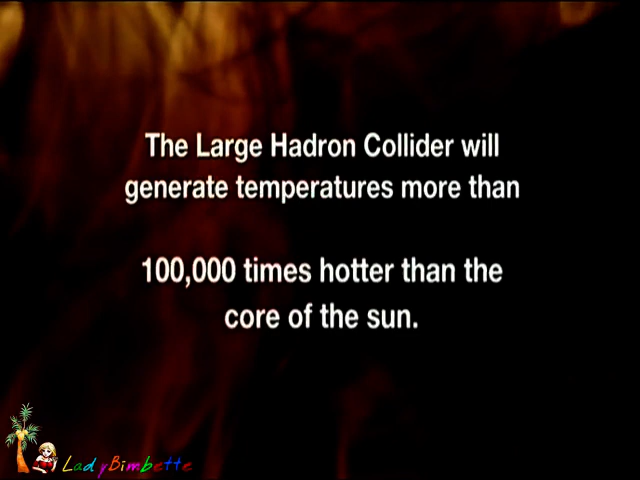 The Large Hadron Collider will
generate temperatures more than
100,000 times hotter than the
core of the sun.
LadyBimbette